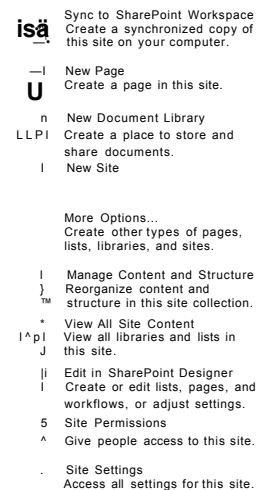 Sync to SharePoint Workspace
isä Create a synchronized copy of
—• this site on your computer.
—I New Page
U Create a page in this site.
n New Document Library
LLPl Create a place to store and
share documents.
I New Site
More Options...
Create other types of pages,
lists, libraries, and sites.
I Manage Content and Structure
} Reorganize content and
™ structure in this site collection.
* View All Site Content
l^pl View all libraries and lists in
J this site.
|i Edit in SharePoint Designer
I Create or edit lists, pages, and
workflows, or adjust settings.
5 Site Permissions
^ Give people access to this site.
. Site Settings
Access all settings for this site.